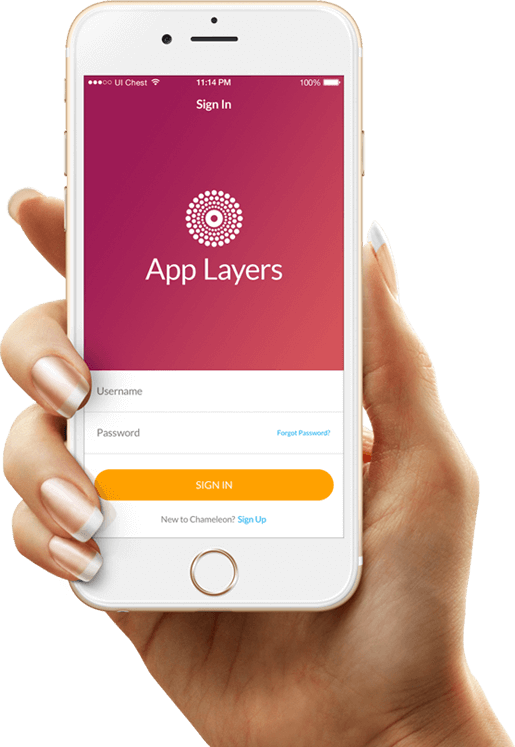 UI Chest 11:14 PM 100%
Sign In
App Layers
Username
Password Forgot Password?
SIGN IN
New to Chameleon? Sign Up